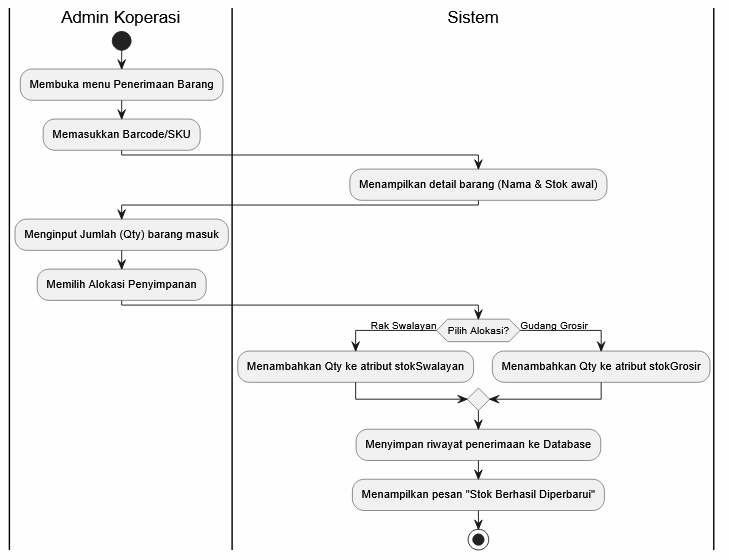 Admin Koperasi
Sistem
Membuka menu Penerimaan Barang
Memasukkan Barcode/SKU
Menampilkan detail barang (Nama & Stok awal)
Menginput Jumlah (Qty) barang masuk
Memilih Alokasi Penyimpanan
Rak Swalayan
Pilih Alokasi?
Gudang Grosir
Menambahkan Qty ke atribut stokSwalayan
Menambahkan Qty ke atribut stokGrosir
Menyimpan riwayat penerimaan ke Database
Menampilkan pesan "Stok Berhasil Diperbarui"